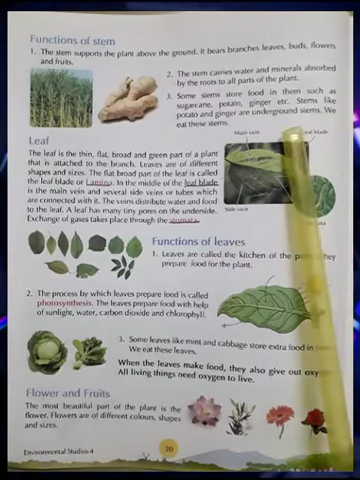 Functions of stem
1. The stem supports the plant above the ground. It bears branches leaves, buds, flowers
and fruits.
2. The stem carries water and minerals absorbed
by the roots to all parts of the plant.
3. Some stems store food in them such as
sugarcane, potato, ginger etc. Stems like
potato and ginger are underground stems. We
eat these stems.
Leaf
The leaf is the thin, flat, broad and green part of a plant
that is attached to the branch. Leaves are of different
shapes and sizes. The flat broad part of the leaf is called
the leaf blade or Lamina. In the middle of the leaf blade
is the main vein and several side veins or tubes which
are connected with it. The veins distribute water and food
to the leaf. A leaf has many tiny pores on the underside.
Exchange of gases takes place through the stomata.
Main vein
Side vein
Functions of leaves
1. Leaves are called the kitchen of the
prepare food for the plant.
2. The process by which leaves prepare food is called
photosynthesis. The leaves prepare food with help
of sunlight, water, carbon dioxide and chlorophyll.
3. Some leaves like mint and cabbage store extra food in
We eat these leaves.
When the leaves make food, they also give out
All living things need oxygen to live.
Flower and Fruits
The most beautiful part of the plant is the
flower. Flowers are of different colours, shapes
and sizes.
Environmental Studies-4
20